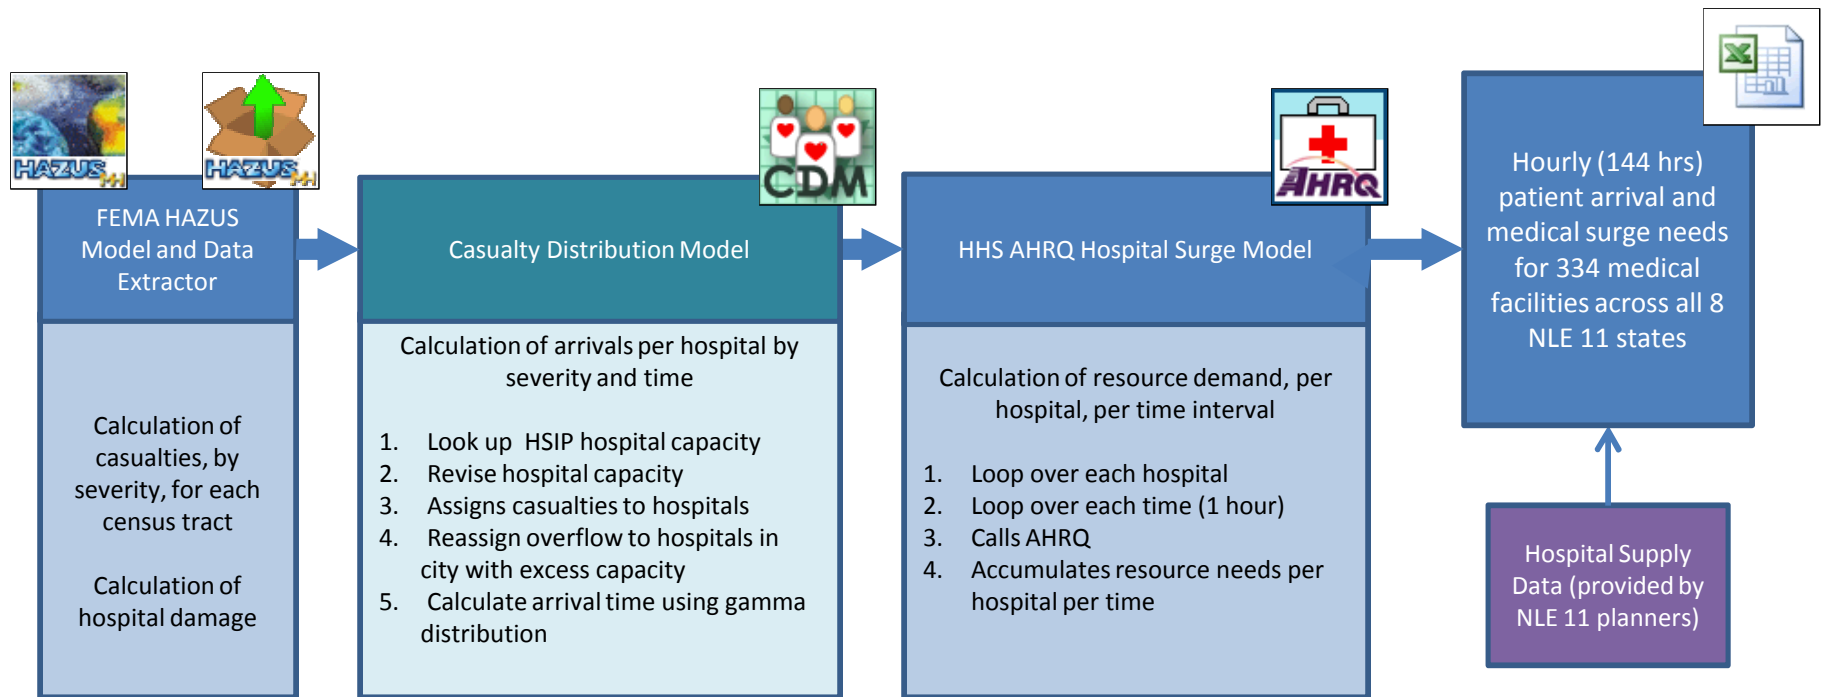 HAZUS
MH
HAZUS
MH
FEMA HAZUS
Model and Data
Extractor
Calculation of
casualties, by
severity, for each
census tract
Calculation of
hospital damage
CDM
Casualty Distribution Model
Calculation of arrivals per hospital by
severity and time
1. Look up HSIP hospital capacity
2. Revise hospital capacity
3. Assigns casualties to hospitals
4. Reassign overflow to hospitals in
city with excess capacity
5. Calculate arrival time using gamma
distribution
AHRQ
HHS AHRQ Hospital Surge Model
Calculation of resource demand, per
hospital, per time interval
1. Loop over each hospital
2. Loop over each time (1 hour)
3. Calls AHRQ
4. Accumulates resource needs per
hospital per time
Hourly (144 hrs)
patient arrival and
medical surge needs
for 334 medical
facilities across all 8
NLE 11 states
Hospital Supply
Data (provided by
NLE 11 planners)